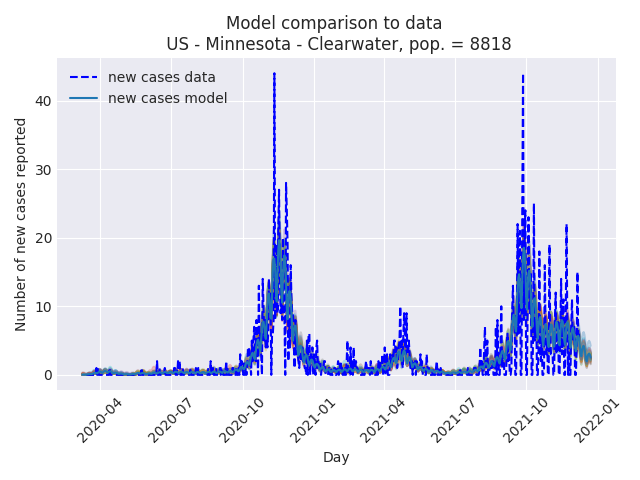 Model comparison to data
US - Minnesota - Clearwater, pop. = 8818
new cases data
new cases model
Number of new cases reported
40
30
20
10
0
2020-04
2020-07
2020-10
2021-01
2021-04
2021-07
2021-10
2022-01
Day